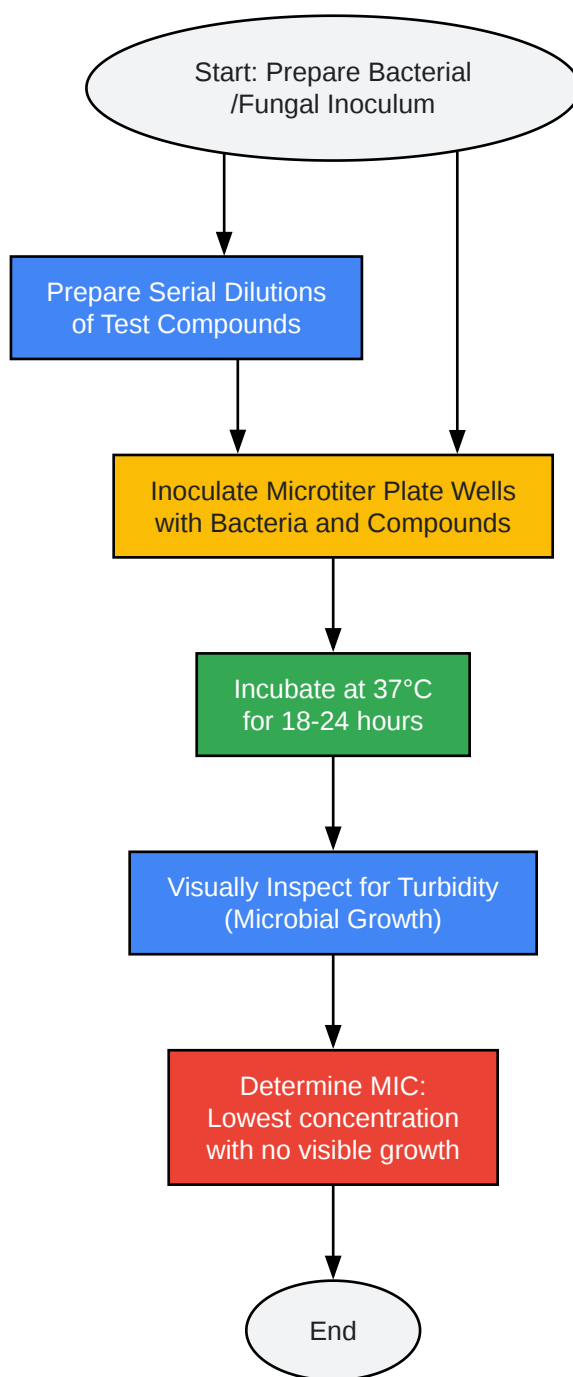 Start: Prepare Bacterial
/Fungal Inoculum
Prepare Serial Dilutions
of Test Compounds
Inoculate Microtiter Plate Wells
with Bacteria and Compounds
Incubate at 37°C
for 18-24 hours
Visually Inspect for Turbidity
(Microbial Growth)
Determine MIC:
Lowest concentration
with no visible growth
End